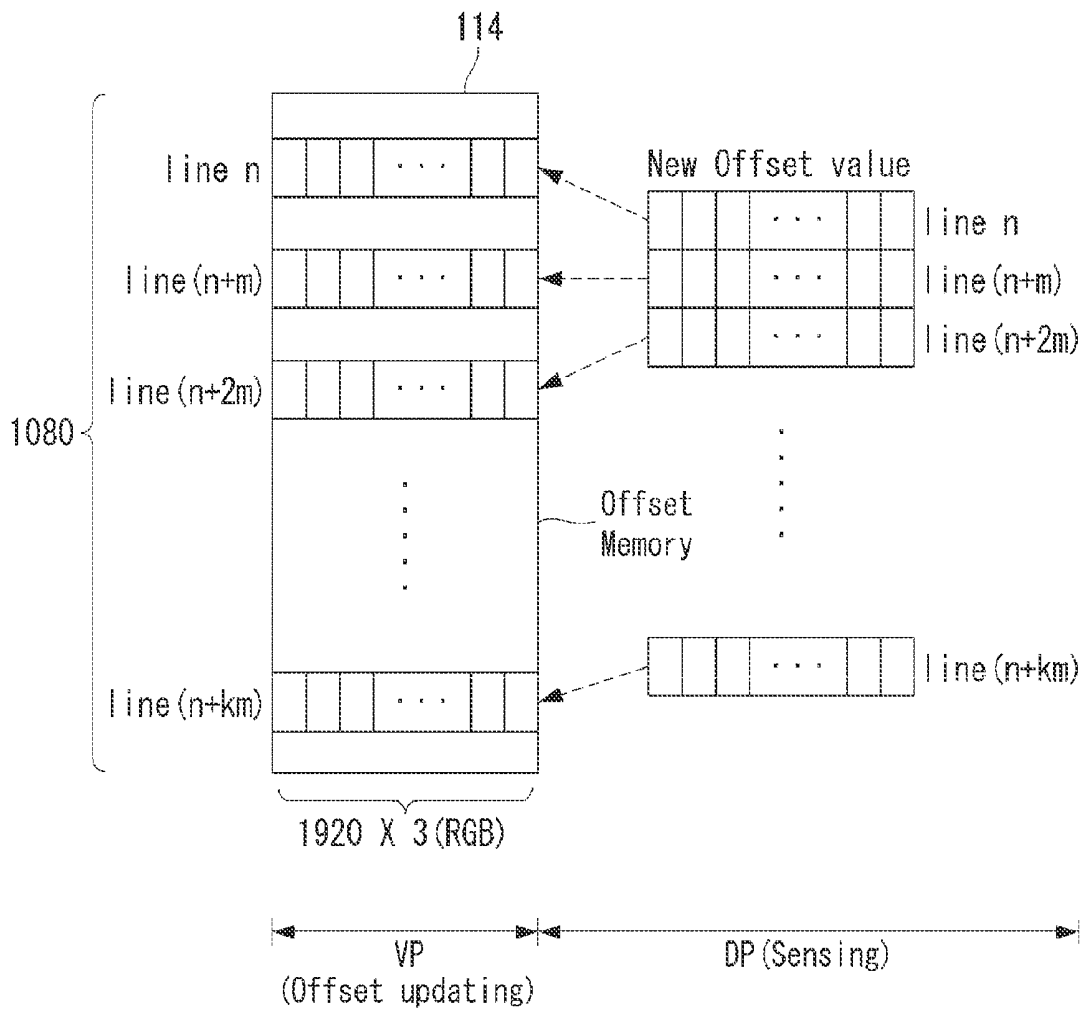 114
line n
New Offset value
· · ·
· · ·
line n
line(n+m)
· · ·
· · ·
line(n+m)
· · ·
line(n+2m)
line(n+2m)
· · ·
1080
Offset
Memory
line(n+km)
· · ·
line(n+km)
· · ·
1920 X 3(RGB)
VP
(Offset updating)
DP(Sensing)